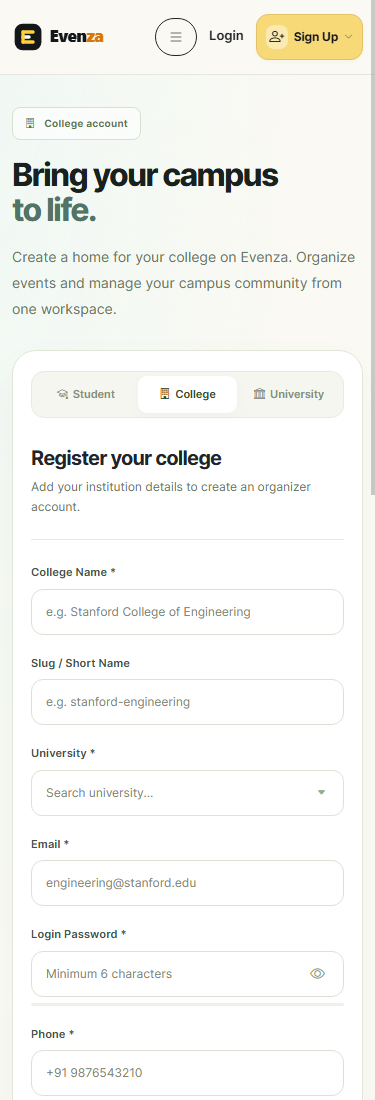 Evenza
Login
Sign Up
College account
Bring your campus
to life.
Create a home for your college on Evenza. Organize
events and manage your campus community from
one workspace.
Student
College
University
Register your college
Add your institution details to create an organizer
account.
College Name *
e.g. Stanford College of Engineering
Slug / Short Name
e.g. stanford-engineering
University *
Search university...
Email *
engineering@stanford.edu
Login Password *
Minimum 6 characters
Phone *
+91 9876543210